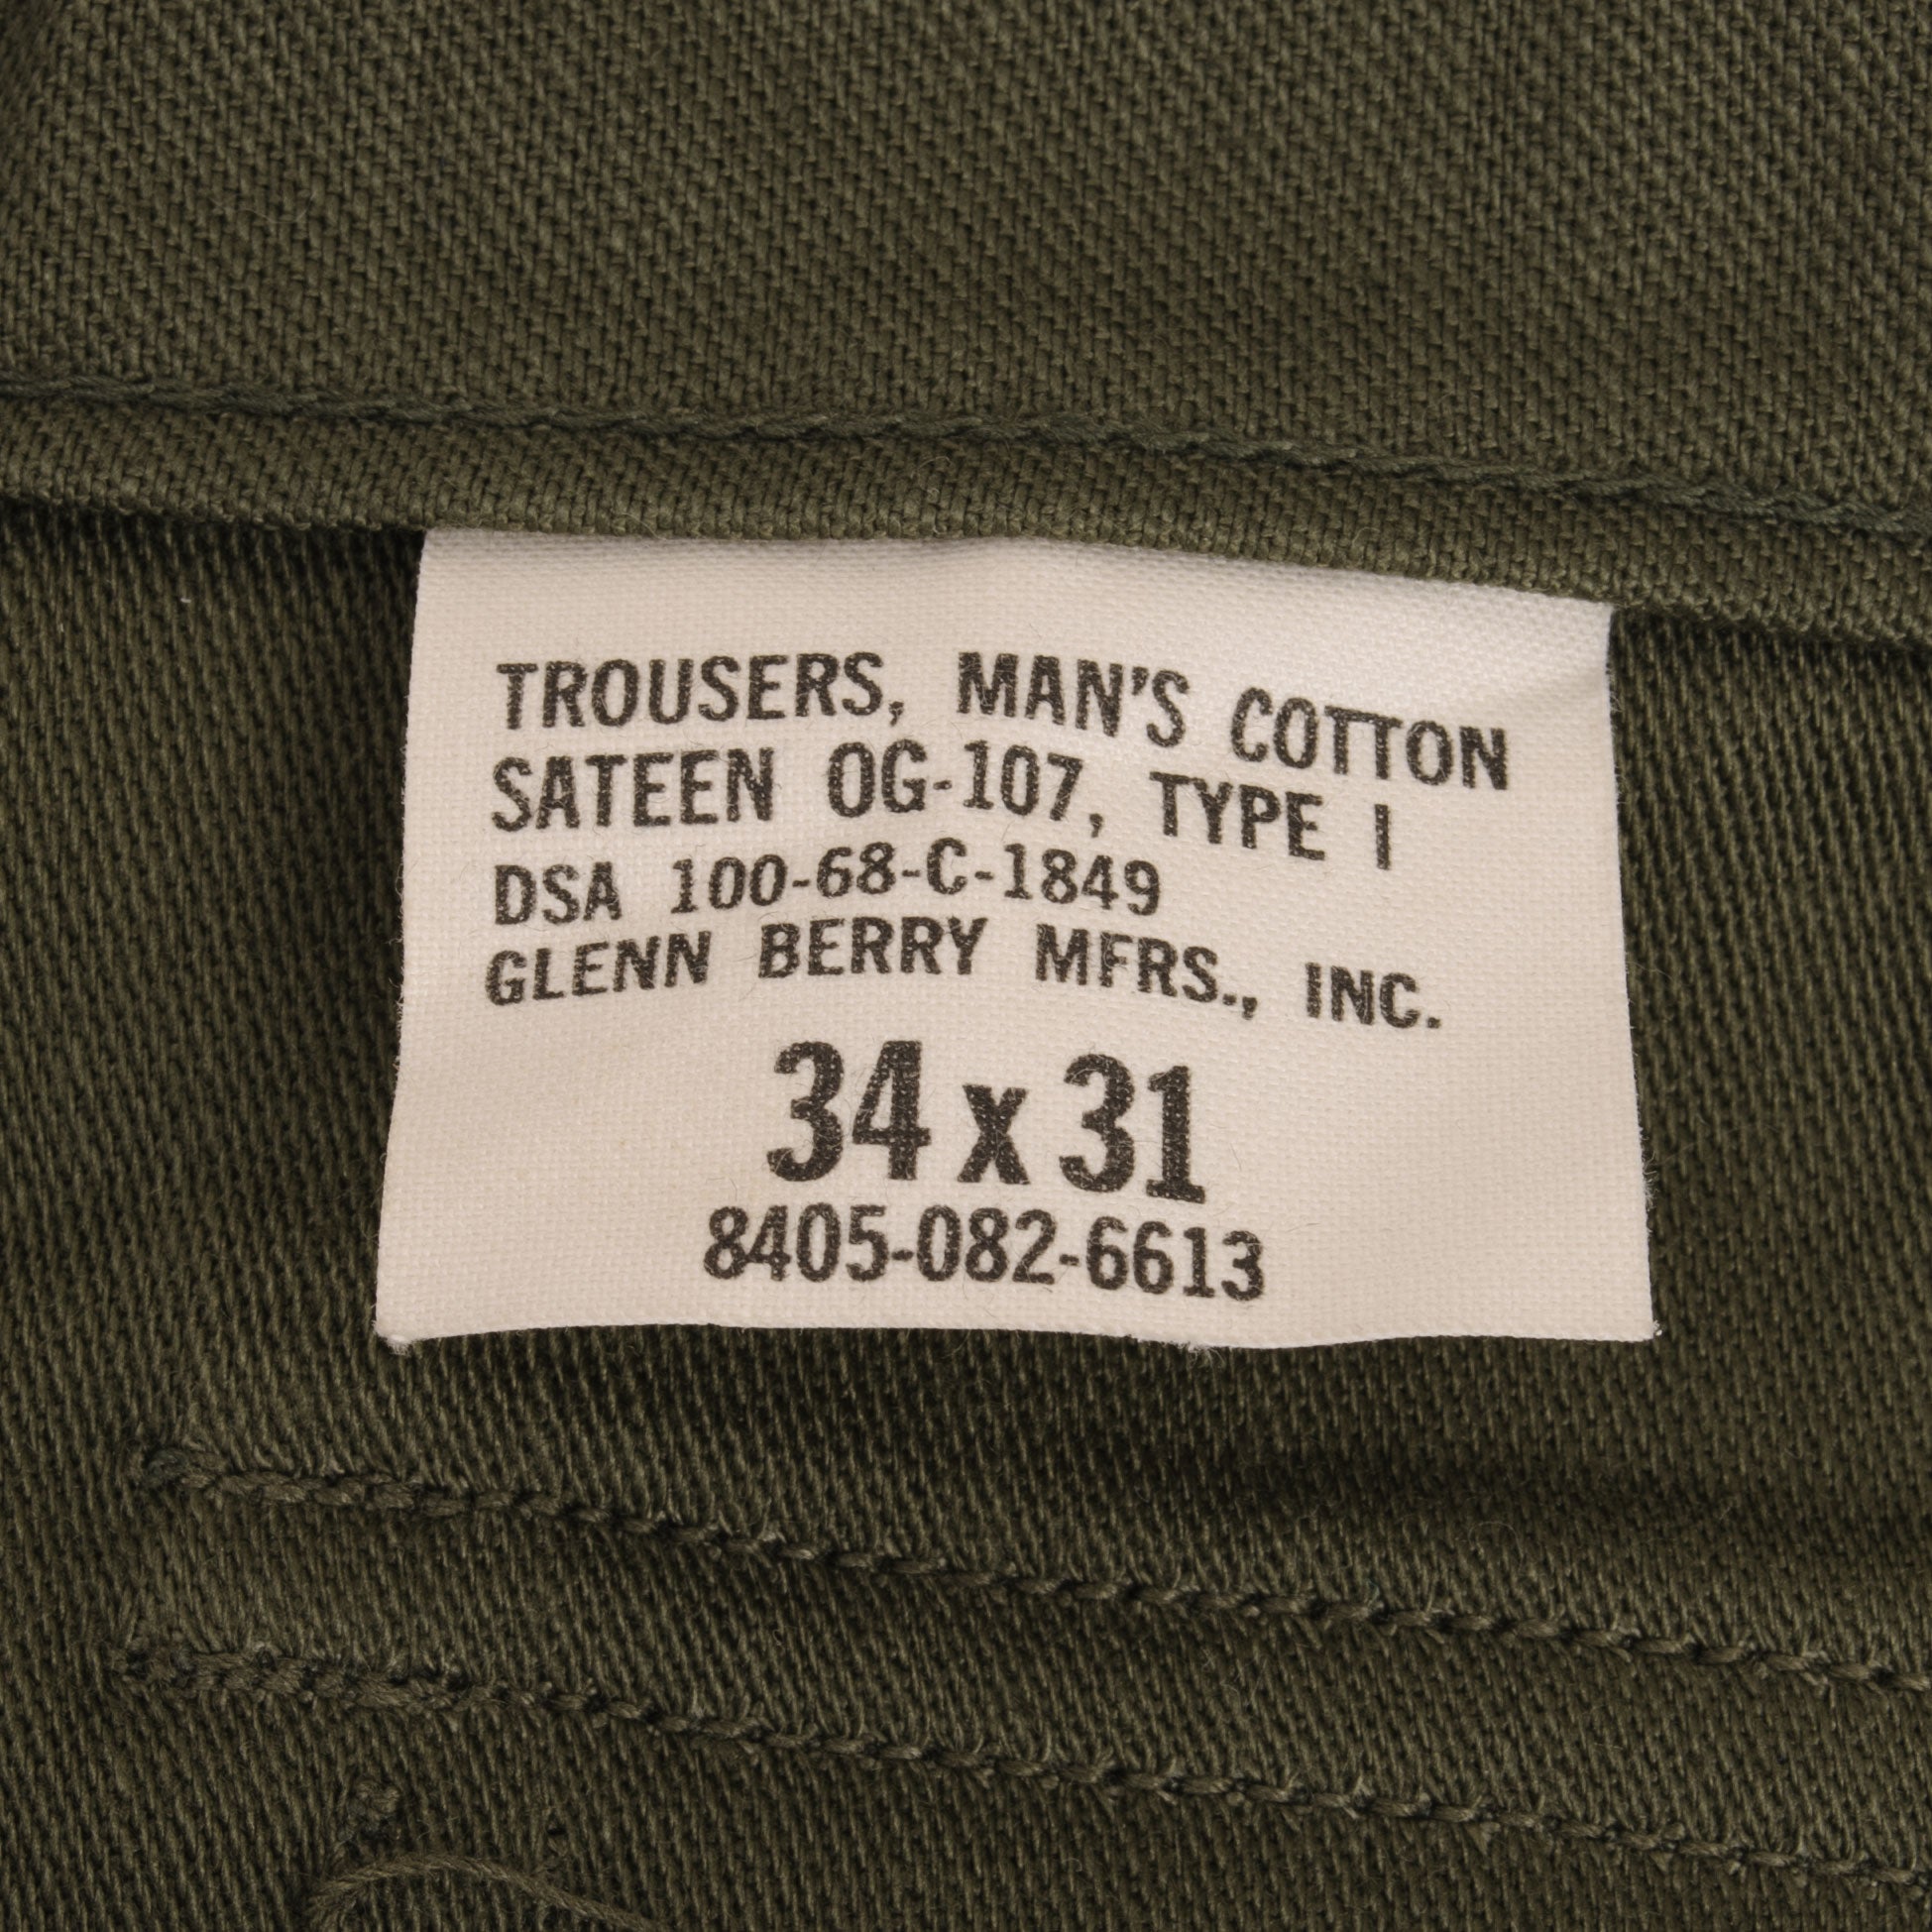 TROUSERS, MAN'S COTTON
SATEEN OG-107, TYPE I
DSA 100-68-C-1849
GLENN BERRY MFRS., INC.
34 x 31
8405-082-6613